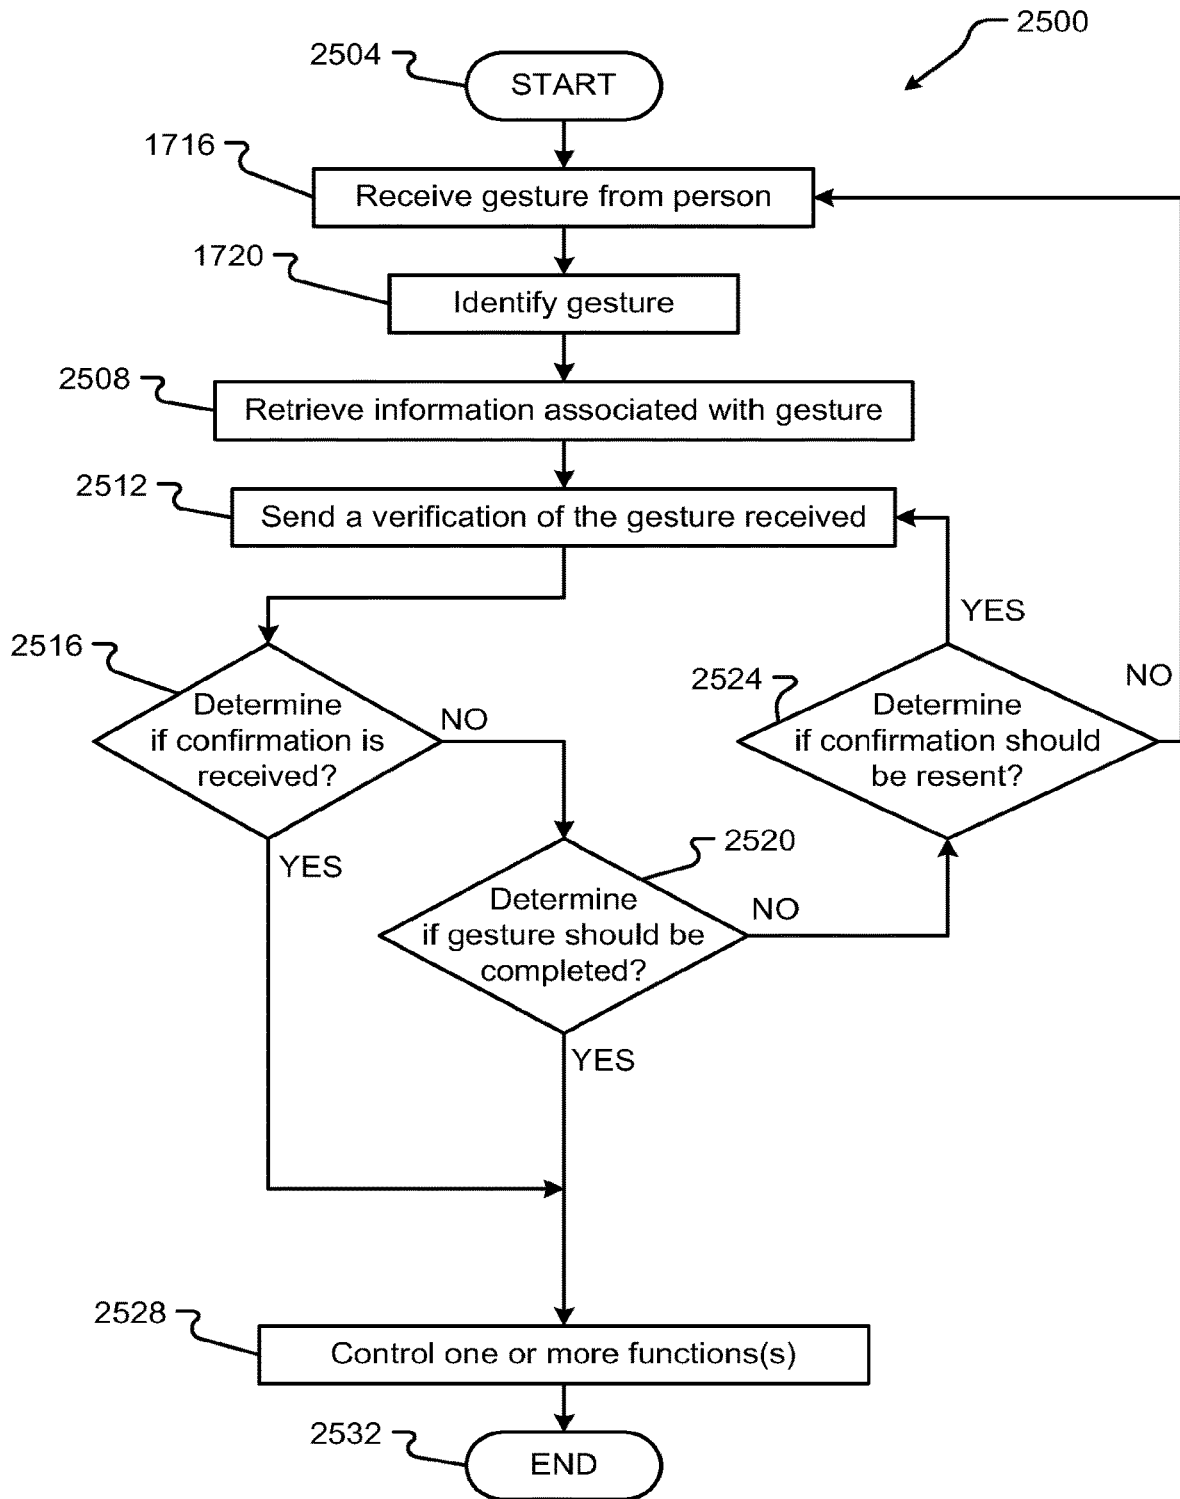 2500
2504
START
1716
Receive gesture from person
1720
Identify gesture
2508
Retrieve information associated with gesture
2512
Send a verification of the gesture received
YES
2516
Determine
if confirmation is
received?
NO
2524
Determine
if confirmation should
be resent?
NO
YES
2520
Determine
if gesture should be
completed?
NO
YES
2528
Control one or more functions(s)
2532
END